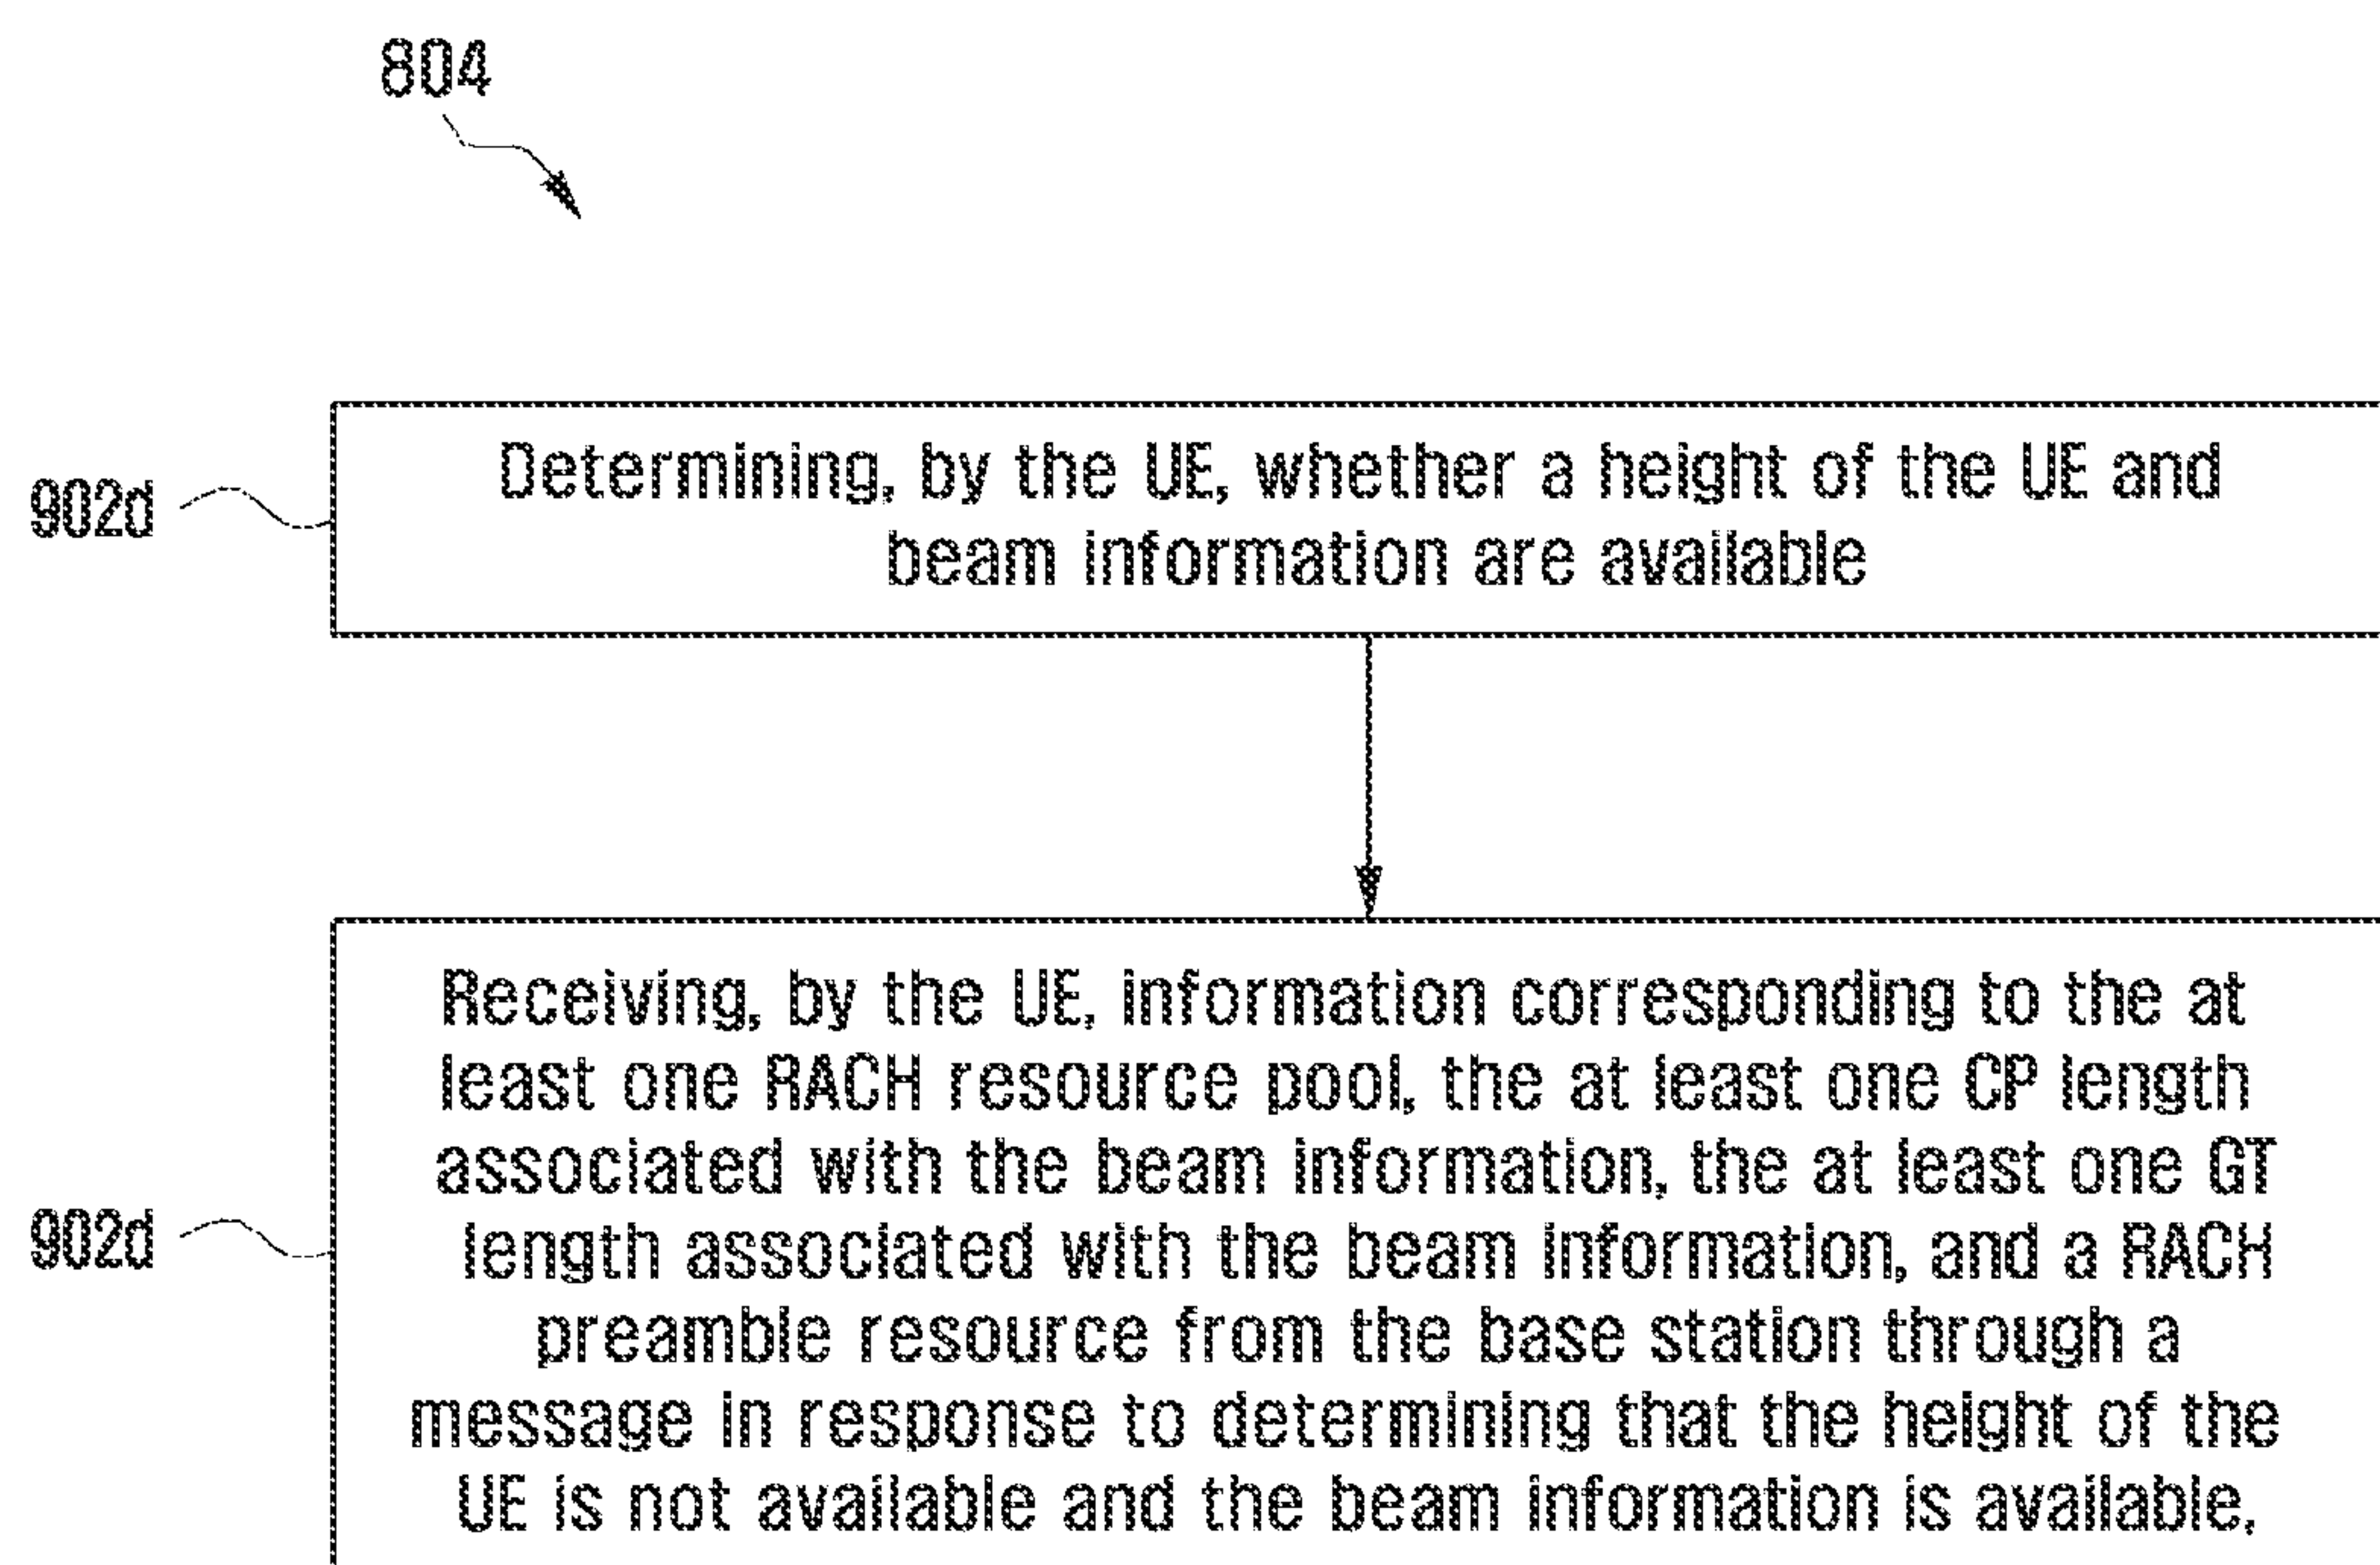 804
902d
Determining, by the UE, whether a height of the UE and
beam information are available
902d
Receiving, by the UE, information corresponding to the at
least one RACH resource pool, the at least one CP length
associated with the beam information, the at least one GT
length associated with the beam information, and a RACH
preamble resource from the base station through a
message in response to determining that the height of the
UE is not available and the beam information is available.